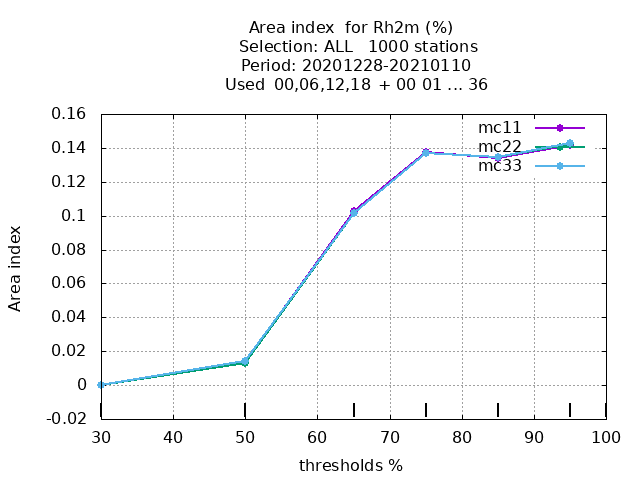 Area index  for Rh2m (%)
Selection: ALL   1000 stations
Period: 20201228-20210110
Used  00,06,12,18  + 00 01 ... 36
0.16
0.14
0.12
0.1
0.08
0.06
0.04
0.02
0
-0.02
Area index
mc11
mc22
mc33
30 40 50 60 70 80 90 100
thresholds %